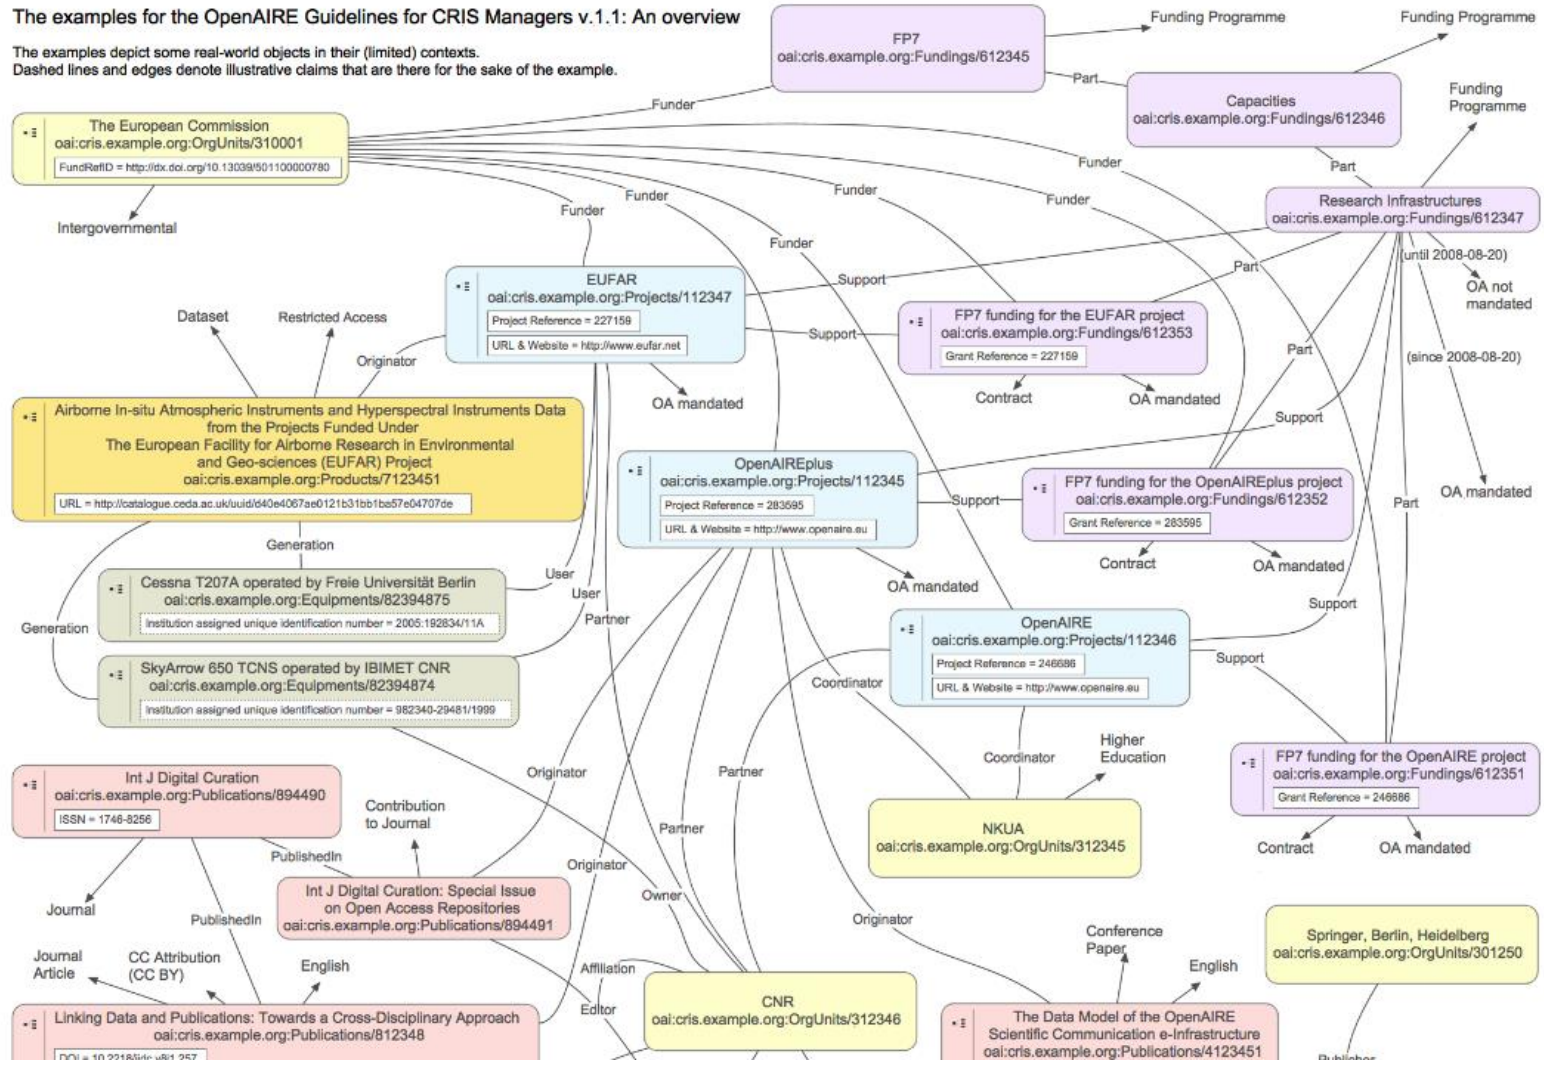 The examples for the OpenAIRE Guidelines for CRIS Managers v.1.1: An overview
The examples depict some real-world objects in their (limited) contexts.
Dashed lines and edges denote illustrative claims that are there for the sake of the example.
FP7
oai:cris.example.org:Fundings/612345
Funding Programme
Funding Programme
Part
Capacities
oai:cris.example.org:Fundings/612346
Funding
Programme
Funder
The European Commission
oai:cris.example.org:OrgUnits/310001
FundRefID = http://dx.doi.org/10.13039/501100000780
Intergovernmental
Funder
Funder
Funder
Funder
Funder
Funder
Part
Research Infrastructures
oai:cris.example.org:Fundings/612347
(until 2008-08-20)
OA not
mandated
(since 2008-08-20)
OA mandated
Support
Part
EUFAR
oai:cris.example.org:Projects/112347
Project Reference = 227159
URL & Website = http://www.eufar.net
Support
FP7 funding for the EUFAR project
oai:cris.example.org:Fundings/612353
Grant Reference = 227159
Contract
OA mandated
Part
Dataset
Restricted Access
Originator
OA mandated
Support
Airborne In-situ Atmospheric Instruments and Hyperspectral Instruments Data
from the Projects Funded Under
The European Facility for Airborne Research in Environmental
and Geo-sciences (EUFAR) Project
oai:cris.example.org:Products/7123451
URL = http://catalogue.ceda.ac.uk/uuid/d40e4067ae0121b31bb1ba57e04707de
OpenAIREplus
oai:cris.example.org:Projects/112345
Project Reference = 283595
URL & Website = http://www.openaire.eu
Support
FP7 funding for the OpenAIREplus project
oai:cris.example.org:Fundings/612352
Grant Reference = 283595
Contract
OA mandated
Part
Generation
OA mandated
Cessna T207A operated by Freie Universität Berlin
oai:cris.example.org:Equipments/82394875
Institution assigned unique identification number = 2005:192834/11A
User
User
Partner
Generation
SkyArrow 650 TCNS operated by IBIMET CNR
oai:cris.example.org:Equipments/82394874
Institution assigned unique identification number = 982340-29481/1999
OpenAIRE
oai:cris.example.org:Projects/112346
Project Reference = 246686
URL & Website = http://www.openaire.eu
Support
Support
Coordinator
Coordinator
Higher
Education
FP7 funding for the OpenAIRE project
oai:cris.example.org:Fundings/612351
Grant Reference = 246686
Contract
OA mandated
Originator
Partner
Int J Digital Curation
oai:cris.example.org:Publications/894490
ISSN = 1746-8256
Contribution
to Journal
Partner
NKUA
oai:cris.example.org:OrgUnits/312345
PublishedIn
Originator
Int J Digital Curation: Special Issue
on Open Access Repositories
oai:cris.example.org:Publications/894491
Owner
Journal
PublishedIn
Originator
Journal
Article
CC Attribution
(CC BY)
English
Affiliation
Editor
Conference
Paper
English
Springer, Berlin, Heidelberg
oai:cris.example.org:OrgUnits/301250
CNR
oai:cris.example.org:OrgUnits/312346
Linking Data and Publications: Towards a Cross-Disciplinary Approach
oai:cris.example.org:Publications/812348
DOI = 10.2218/ijdc.v8i1.257
The Data Model of the OpenAIRE
Scientific Communication e-Infrastructure
oai:cris.example.org:Publications/4123451
Publisher